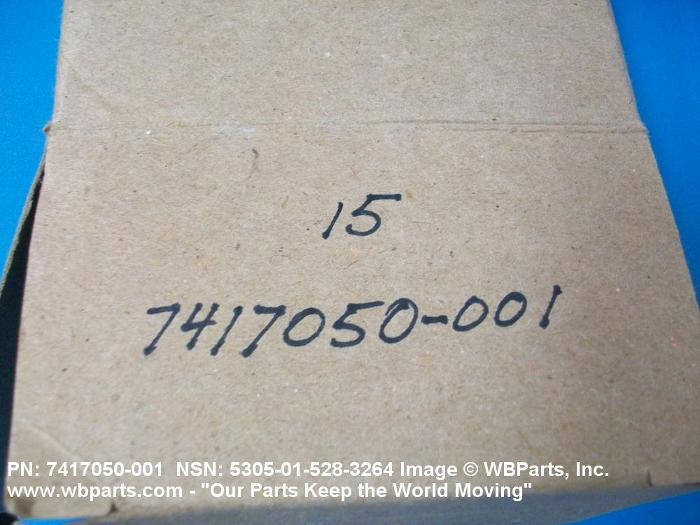 15
7417050-001
PN: 7417050-001 NSN: 5305-01-528-3264 Image © WBParts, Inc.
www.wbparts.com - "Our Parts Keep the World Moving"